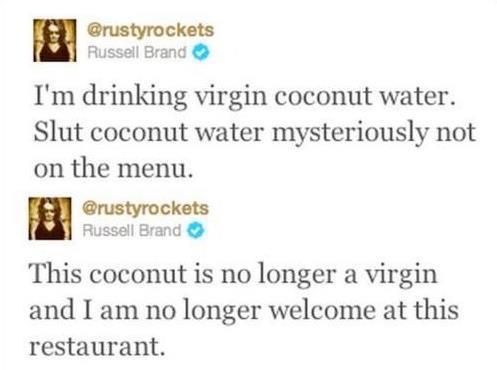 @rustyrockets
Russell Brand
I'm drinking virgin coconut water.
Slut coconut water mysteriously not
on the menu.
@rustyrockets
Russell Brand
This coconut is no longer a virgin
and I am no longer welcome at this
restaurant.